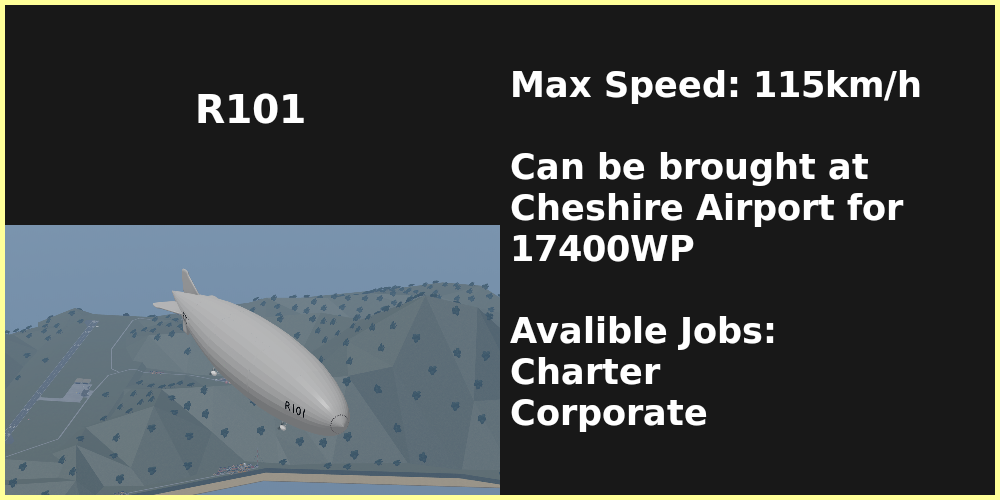 R101
Max Speed: 115km/h
Can be brought at
Cheshire Airport for
17400WP
Avalible Jobs:
Charter
Corporate
R101